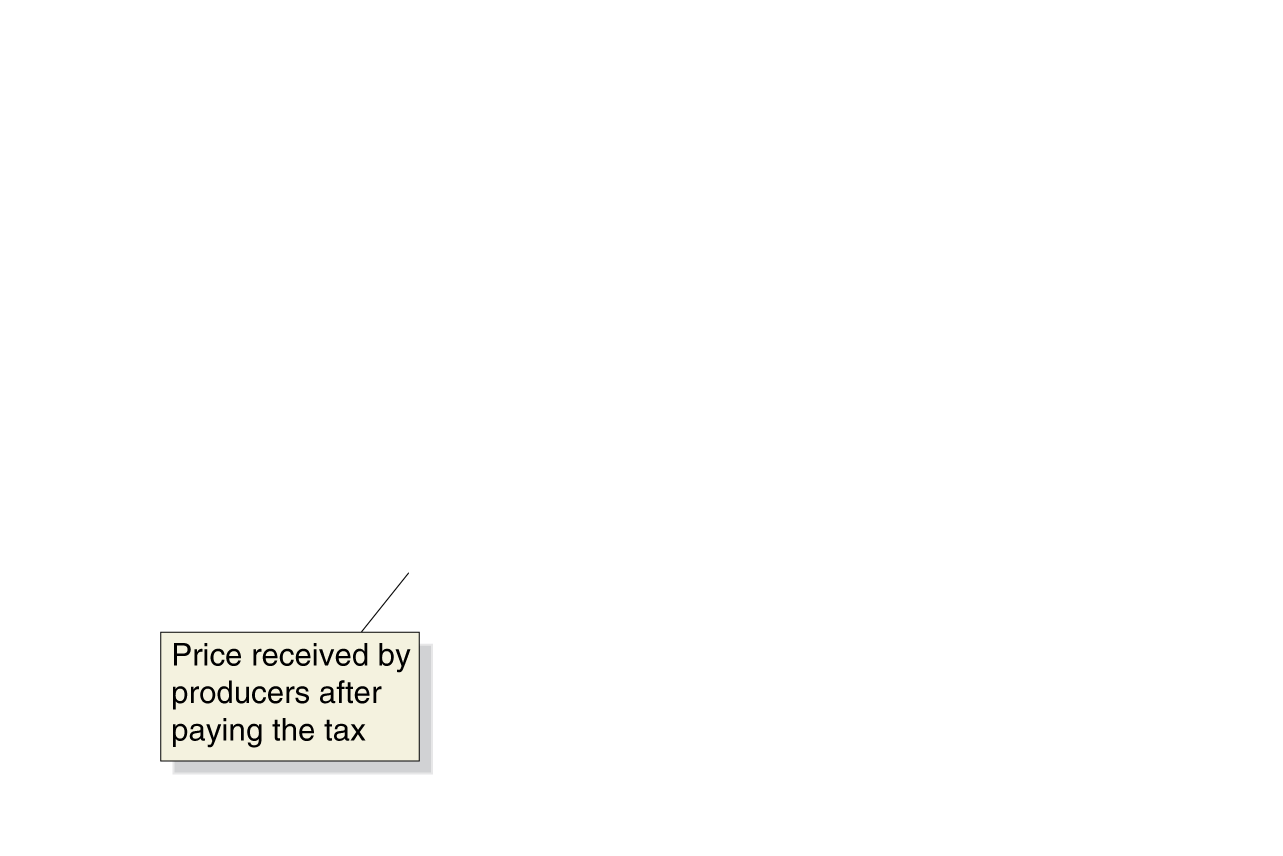 Price received by
producers after
paying the tax